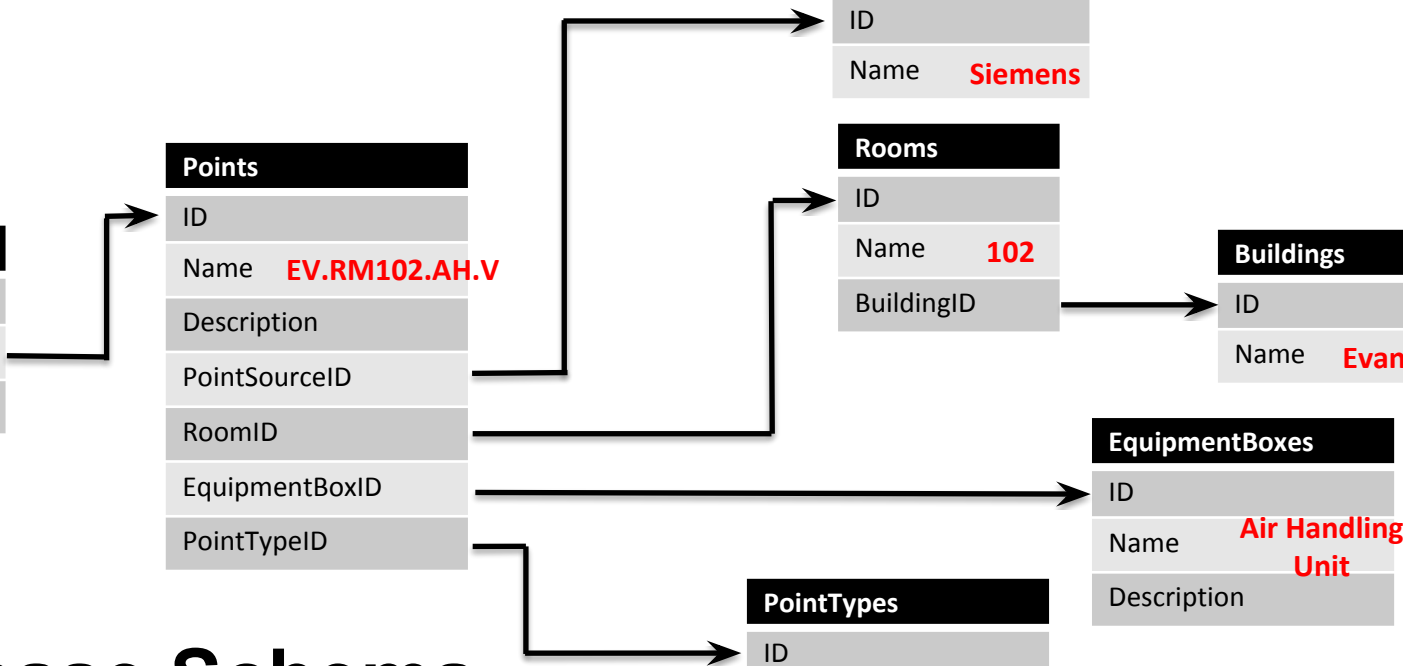 ID
Name Siemens
Points
ID
Name EV.RM102.AH.V
Description
PointSourceID
RoomID
EquipmentBoxID
PointTypeID
Rooms
ID
Name 102
BuildingID
Buildings
ID
Name Evan
EquipmentBoxes
ID
Name Air Handling
Unit
Description
PointTypes
ID